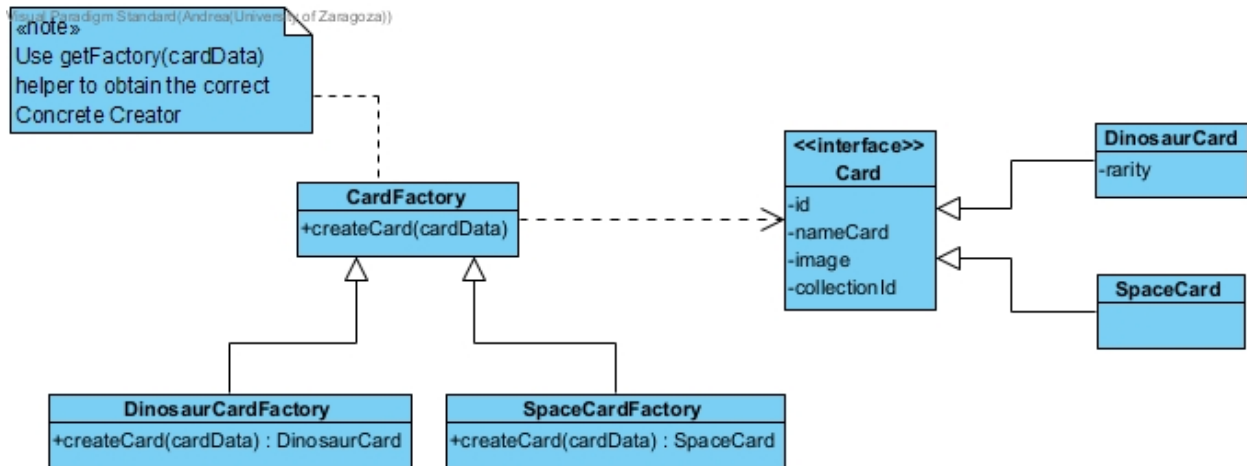 Visual Paradigm Standard(Andrea(University of Zaragoza))
«note»
Use getFactory(cardData)
helper to obtain the correct
Concrete Creator
CardFactory
+createCard(cardData)
<<interface>>
Card
-id
-nameCard
-image
-collectionId
DinosaurCard
-rarity
SpaceCard
DinosaurCardFactory
+createCard(cardData) : DinosaurCard
SpaceCardFactory
+createCard(cardData) : SpaceCard